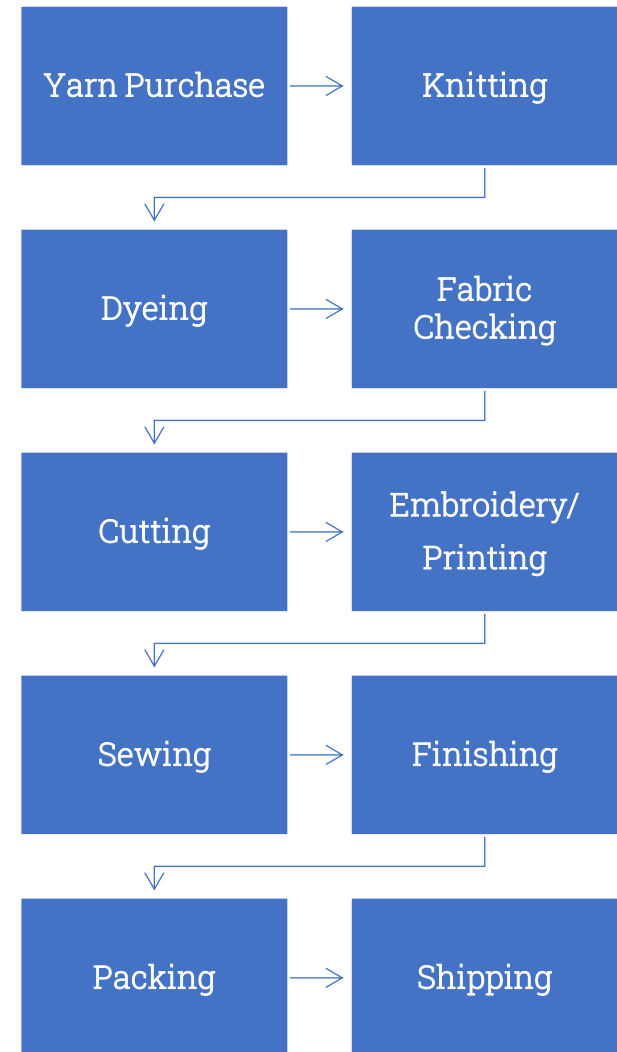 Yarn Purchase
Knitting
Dyeing
Fabric
Checking
Cutting
Embroidery/
Printing
Sewing
Finishing
Packing
Shipping